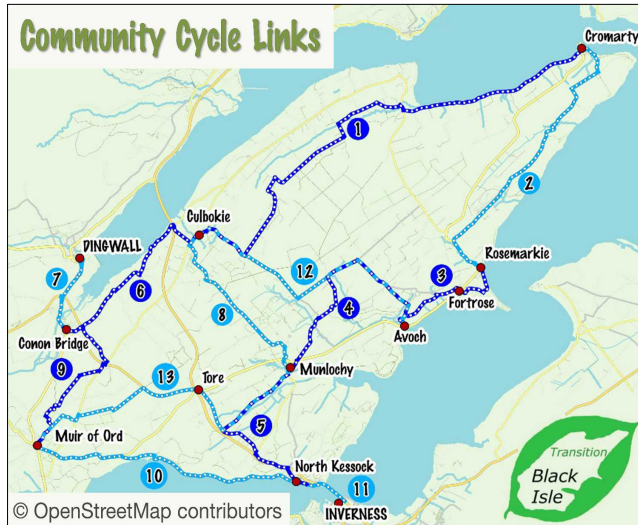 Community Cycle Links
Cromarty
1
2
Culbokie
DINGWALL
Rosemarkie
12
3
7
6
Fortrose
4
8
Avoch
Conon Bridge
Munlochy
9
13
Tore
5
Muir of Ord
North Kessock
10
11
INVERNESS
Transition
Black
Isle
© OpenStreetMap contributors